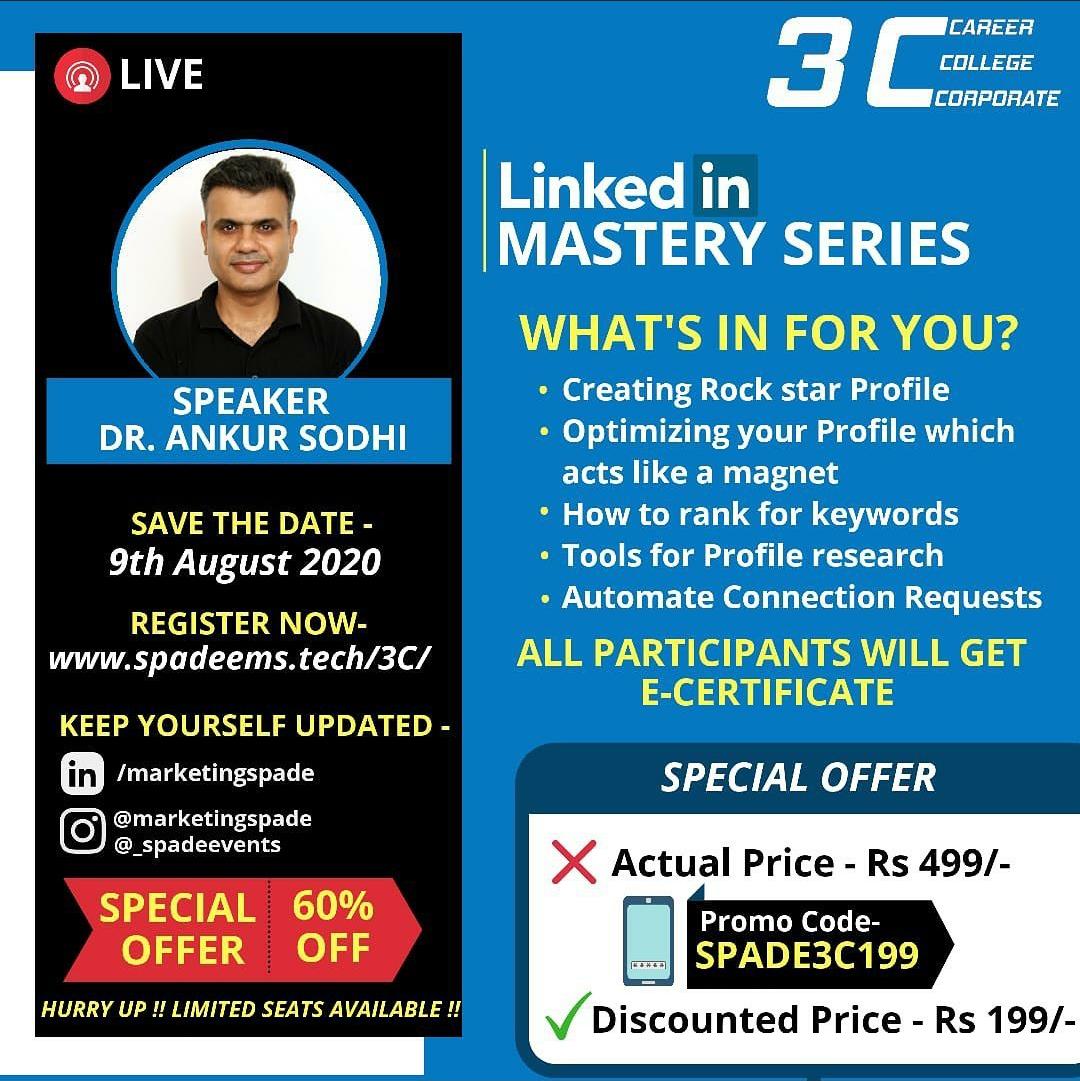 LIVE
SPEAKER
DR. ANKUR SODHI
SAVE THE DATE -
9th August 2020
REGISTER NOW-
www.spadeems.tech/3C/
KEEP YOURSELF UPDATED -
in /marketingspade
@marketingspade
@_spadeevents
SPECIAL OFFER
60% OFF
HURRY UP !! LIMITED SEATS AVAILABLE !!
3C
CAREER
COLLEGE
CORPORATE
Linked in
MASTERY SERIES
WHAT'S IN FOR YOU?
• Creating Rock star Profile
• Optimizing your Profile which
acts like a magnet
• How to rank for keywords
• Tools for Profile research
• Automate Connection Requests
ALL PARTICIPANTS WILL GET
E-CERTIFICATE
SPECIAL OFFER
Actual Price - Rs 499/-
Promo Code-
SPADE3C199
Discounted Price - Rs 199/-